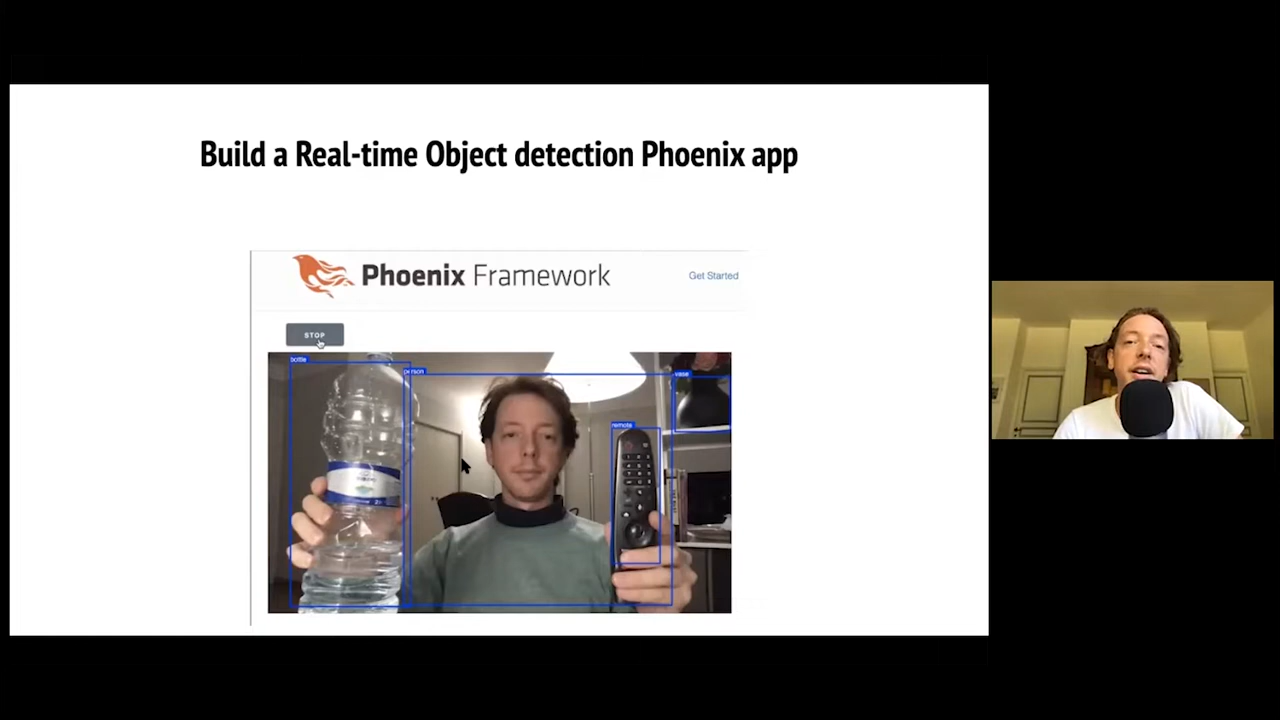 Build a Real-time Object detection Phoenix app
Phoenix Framework
Get Started
STOP
bottle
person
vase
remote